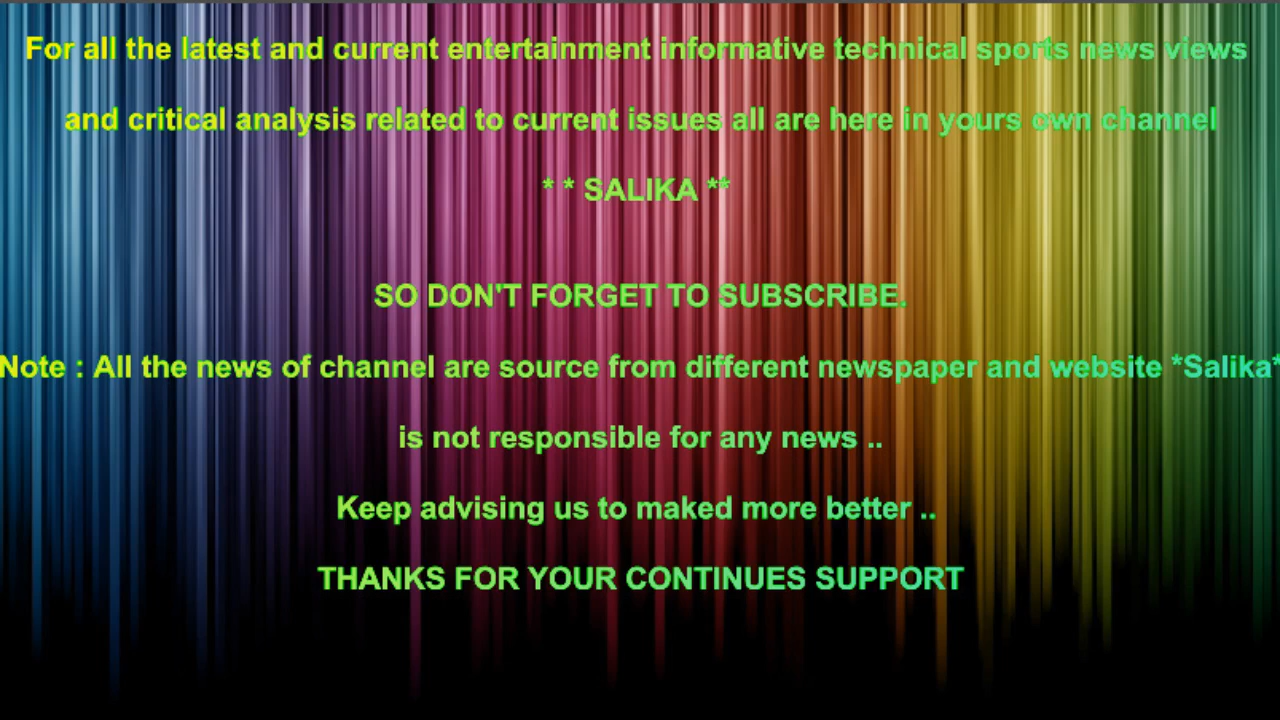 For all the latest and current entertainment informative technical sports news views
and critical analysis related to current issues all are here in yours own channel
* * SALIKA **
SO DON'T FORGET TO SUBSCRIBE.
Note : All the news of channel are source from different newspaper and website *Salika*
is not responsible for any news ..
Keep advising us to maked more better ..
THANKS FOR YOUR CONTINUES SUPPORT